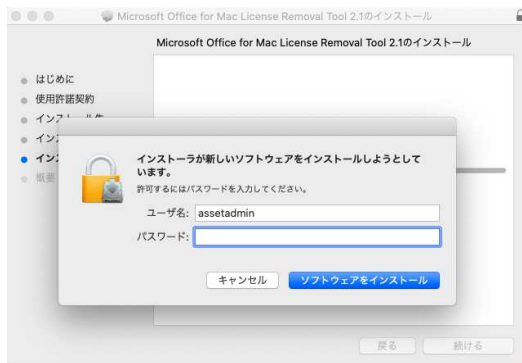 Microsoft Office for Mac License Removal Tool 2.1のインストール
Microsoft Office for Mac License Removal Tool 2.1のインストール
はじめに
使用許諾契約
概要
インストーラが新しいソフトウェアをインストールしようとして
います。
許可するにはパスワードを入力してください。
ユーザ名: assetadmin
パスワード:
キャンセル ソフトウェアをインストール
戻る 続ける